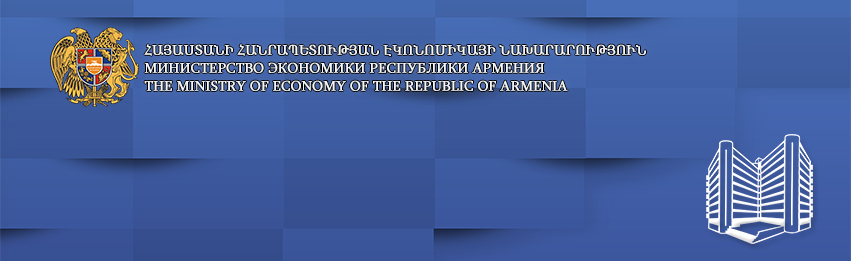 ՀԱՅԱՍՏԱՆԻ ՀԱՆՐԱՊԵՏՈՒԹՅԱՆ ԷԿՈՆՈՄԻԿԱՅԻ ՆԱԽԱՐԱՐՈՒԹՅՈՒՆ
МИНИСТЕРСТВО ЭКОНОМИКИ РЕСПУБЛИКИ АРМЕНИЯ
THE MINISTRY OF ECONOMY OF THE REPUBLIC OF ARMENIA